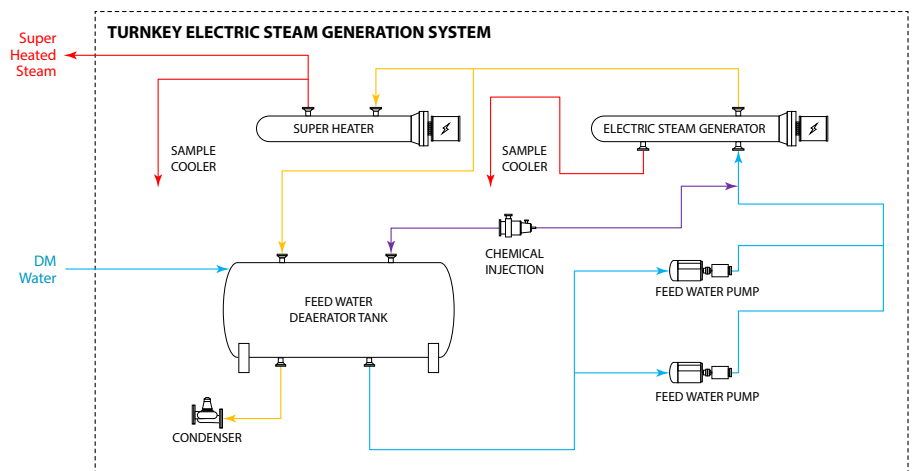 TURNKEY ELECTRIC STEAM GENERATION SYSTEM
Super
Heated
Steam
SUPER HEATER
ELECTRIC STEAM GENERATOR
SAMPLE
COOLER
SAMPLE
COOLER
CHEMICAL
INJECTION
DM
Water
FEED WATER
DEAERATOR TANK
FEED WATER PUMP
FEED WATER PUMP
CONDENSER